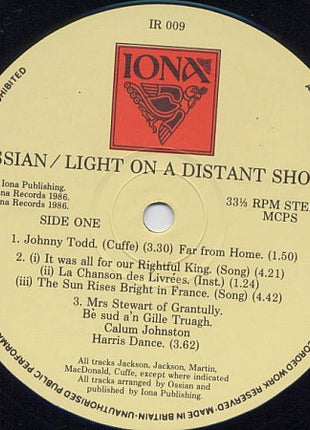 IR 009
IONA
SSIAN / LIGHT ON A DISTANT SHO
Iona Publishing.
na Records 1986.
na Records 1986.
33⅓ RPM STE
MCPS
SIDE ONE
1. Johnny Todd. (Cuffe) (3.30) Far from Home. (1.50)
2. (i) It was all for our Rightful King. (Song) (4.21)
(ii) La Chanson des Livrées. (Inst.) (1.24)
(iii) The Sun Rises Bright in France. (Song) (4.42)
3. Mrs Stewart of Grantully.
Bè sud a'n Gille Truagh.
Calum Johnston
Harris Dance. (3.62)
All tracks Jackson, Jackson, Martin,
MacDonald, Cuffe, except where indicated
All tracks arranged by Ossian and
published by Iona Publishing.
OHIBITED
UNAUTHORISED PUBLIC PERFORMA
CORDED WORK RESERVED·MADE IN BRITAIN·